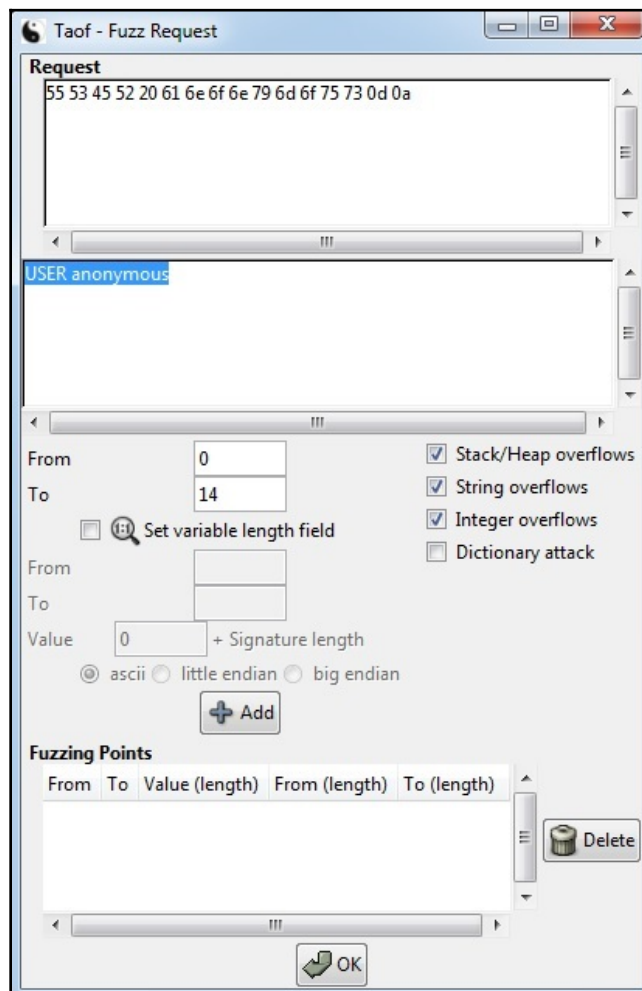 Taof - Fuzz Request
Request
55 53 45 52 20 61 6e 6f 6e 79 6d 6f 75 73 0d 0a
USER anonymous
From 0
To 14
Stack/Heap overflows
String overflows
Integer overflows
Dictionary attack
1:1 Set variable length field
From
To
Value 0 + Signature length
ascii little endian big endian
Add
Fuzzing Points
From To Value (length) From (length) To (length)
Delete
OK